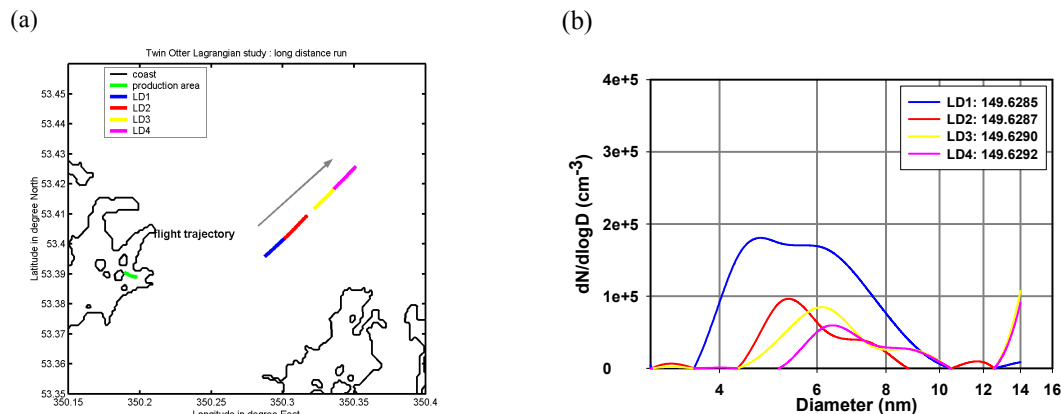 (a)
Twin Otter Lagrangian study : long distance run
coast
production area
LD1
LD2
LD3
LD4
flight trajectory
Latitude in degree North
53.45
53.44
53.43
53.42
53.41
53.4
53.39
53.38
53.37
53.36
53.35
350.15
350.2
350.25
350.3
350.35
350.4
Longitude in degree East
(b)
LD1: 149.6285
LD2: 149.6287
LD3: 149.6290
LD4: 149.6292
dN/dlogD (cm-3)
4e+5
3e+5
2e+5
1e+5
0
4
6
8
10
12
14
16
Diameter (nm)